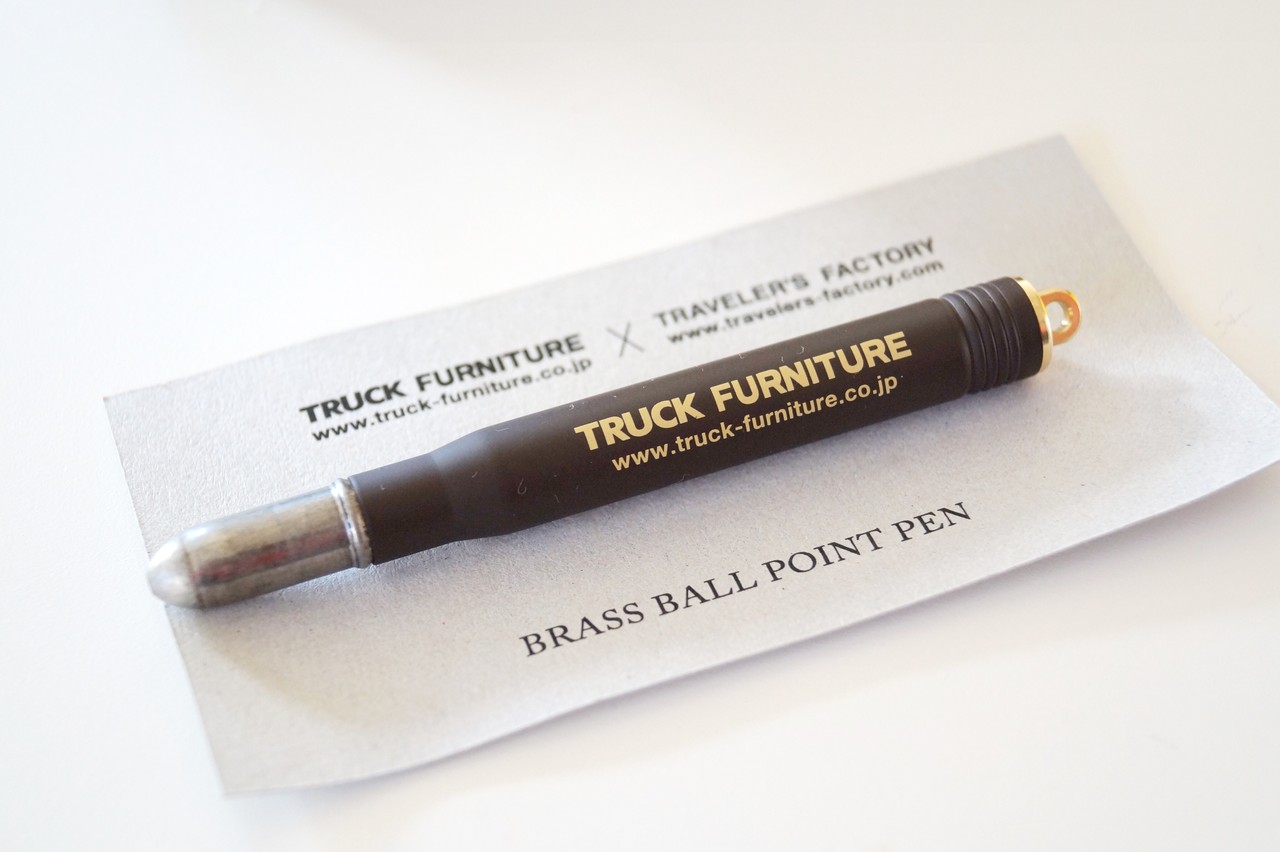 TRUCK FURNITURE
www.truck-furniture.co.jp
X
TRAVELER'S FACTORY
www.travelers-factory.com
TRUCK FURNITURE
www.truck-furniture.co.jp
BRASS BALL POINT PEN